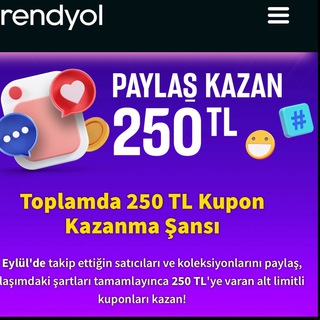 rendyol
PAYLAŞ KAZAN
250 TL
#
Toplamda 250 TL Kupon
Kazanma Şansı
Eylül'de takip ettiğin satıcıları ve koleksiyonlarını paylaş,
laşımdaki şartları tamamlayınca 250 TL'ye varan alt limitli
kuponları kazan!